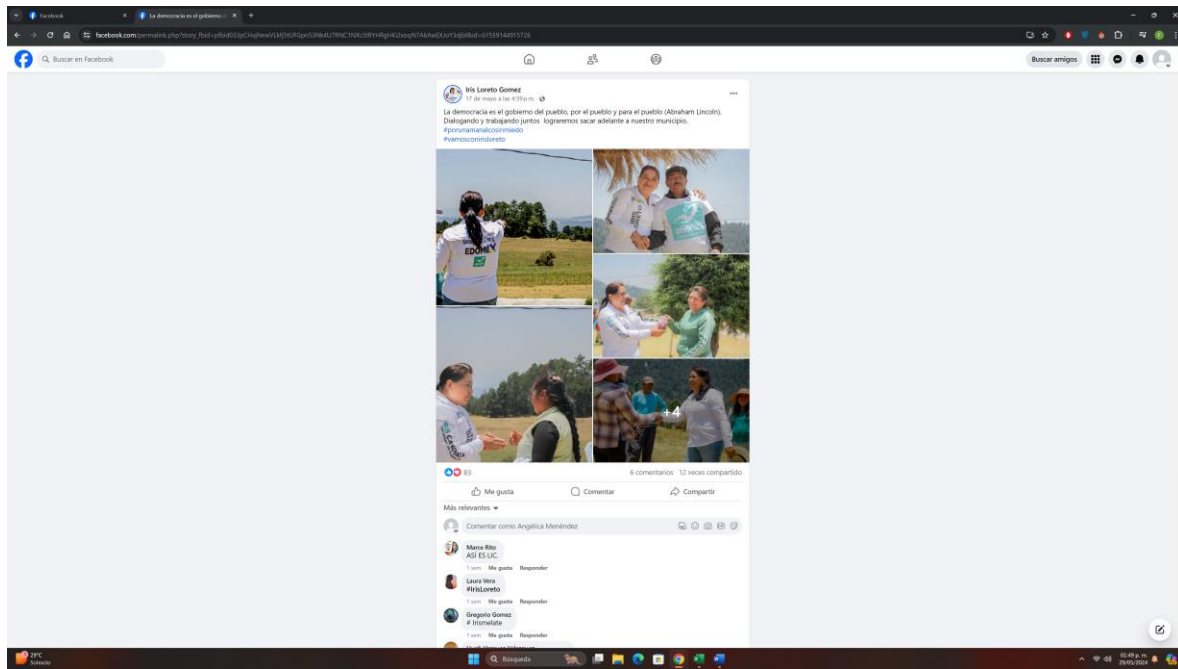 Facebook
La democracia es el gobierno
facebook.com
Buscar en Facebook
Buscar amigos
Iris Loreto Gomez
17 de mayo a las 4:59 p.m.
La democracia es el gobierno del pueblo, por el pueblo y para el pueblo (Abraham Lincoln).
Dialogando y trabajando juntos lograremos sacar adelante a nuestro municipio.
#porunamanalcosinmiedo
#vamosconirisloreto
EDOMEX
+4
83
6 comentarios 12 veces compartido
Me gusta
Comentar
Compartir
Más relevantes
Comentar como Angélica Menéndez
Marce Rito
ASÍ ES LIC.
1 sem Me gusta Responder
Laura Vera
#IrisLoreto
1 sem Me gusta Responder
Gregorio Gomez
# Irismelate
1 sem Me gusta Responder
29°C
Soleado
Búsqueda
01:49 p. m.
29/05/2024